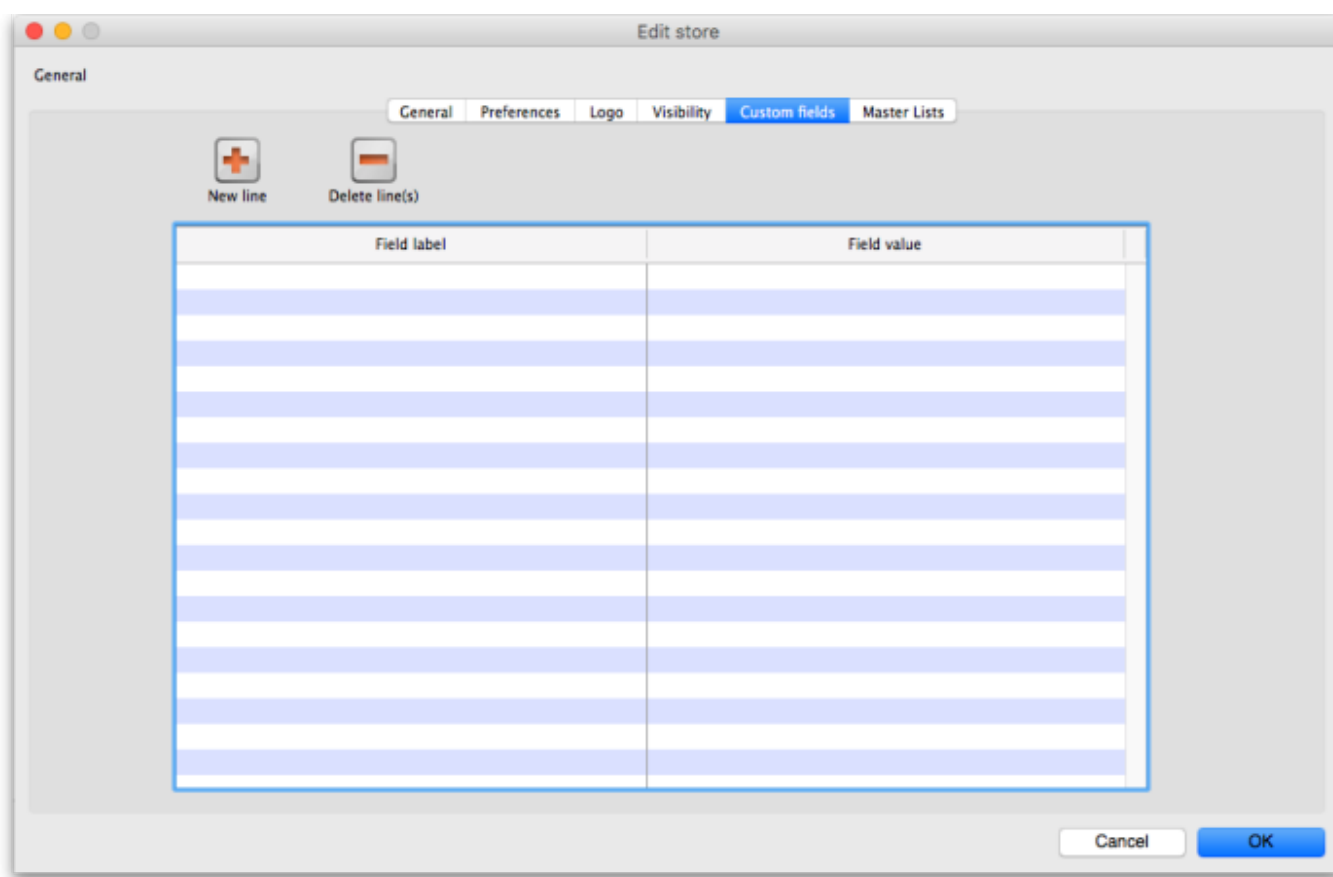 Edit store
General
General Preferences Logo Visibility Custom fields Master Lists
New line Delete line(s)
Field label Field value
Cancel OK